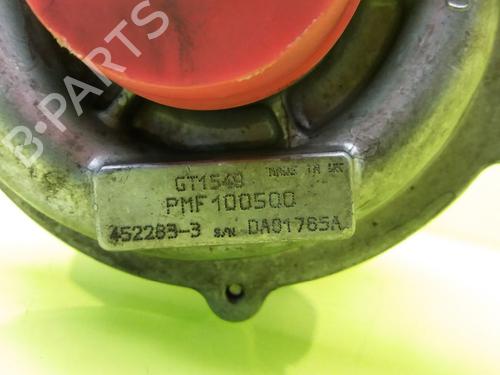 B-PARTS
GT1549 MADE IN UK
PMF100500
452283-3 S/N DA01765A